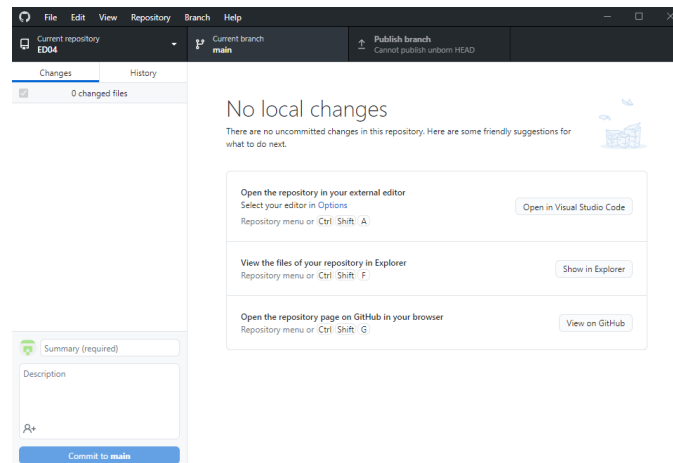 File Edit View Repository Branch Help
Current repository
ED04
Current branch
main
Publish branch
Cannot publish unborn HEAD
Changes History
0 changed files
No local changes
There are no uncommitted changes in this repository. Here are some friendly suggestions for
what to do next.
Open the repository in your external editor
Select your editor in Options
Repository menu or Ctrl Shift A
Open in Visual Studio Code
View the files of your repository in Explorer
Repository menu or Ctrl Shift F
Show in Explorer
Open the repository page on GitHub in your browser
Repository menu or Ctrl Shift G
View on GitHub
Summary (required)
Description
Commit to main